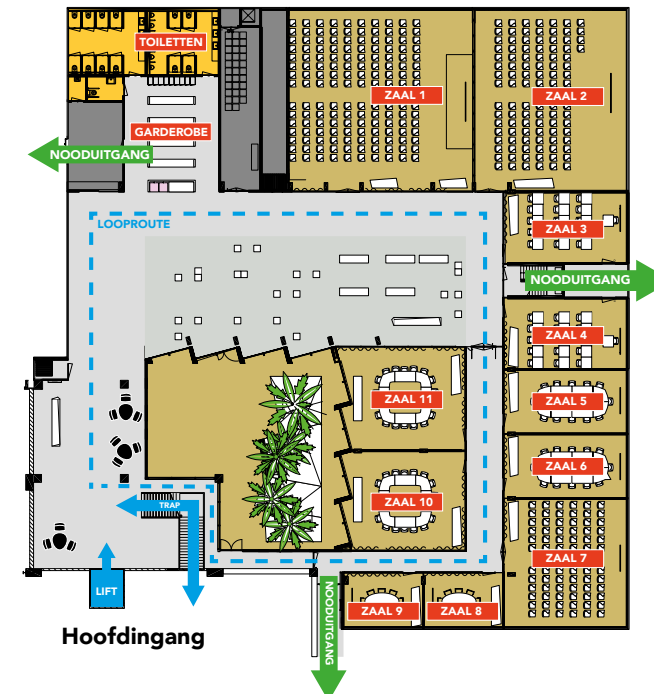 TOILETTEN
ZAAL 1
ZAAL 2
GARDEROBE
NOODUITGANG
LOOPROUTE
ZAAL 3
NOODUITGANG
ZAAL 4
ZAAL 11
ZAAL 5
ZAAL 6
ZAAL 10
TRAP
ZAAL 7
LIFT
NOODUITGANG
ZAAL 9
ZAAL 8
Hoofdingang